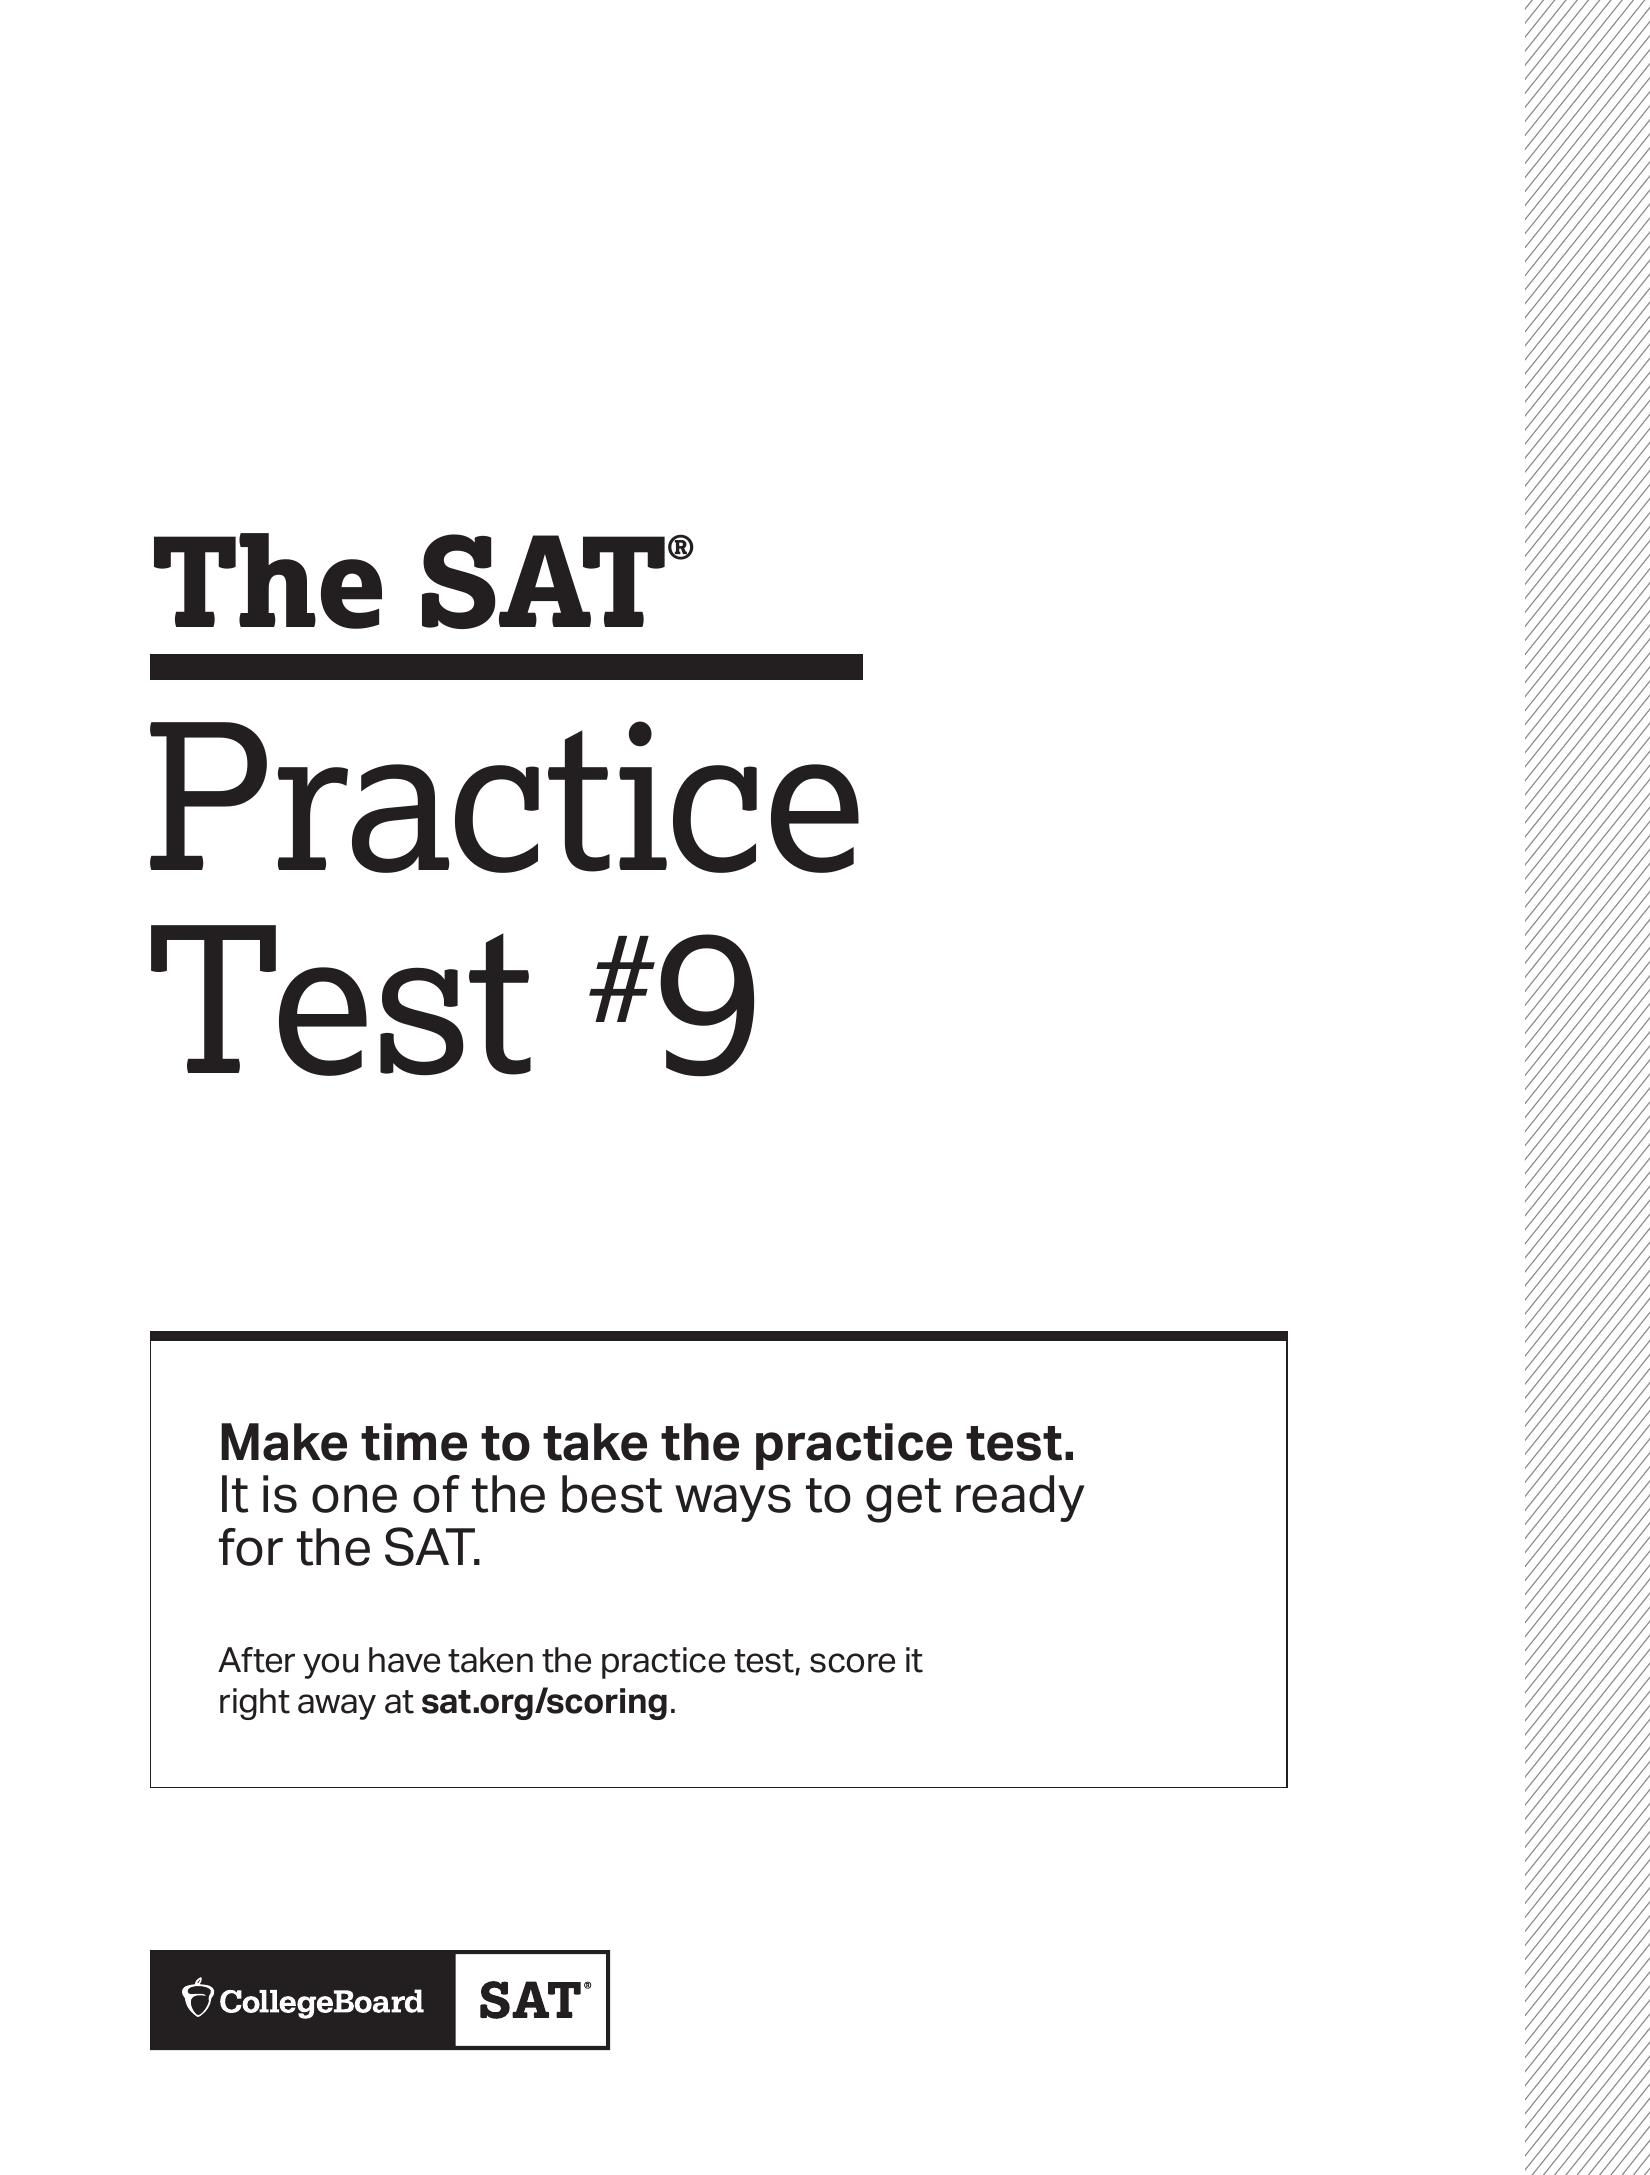 The SAT®
Practice
Test #9
Make time to take the practice test.
It is one of the best ways to get ready
for the SAT.
After you have taken the practice test, score it
right away at sat.org/scoring.
CollegeBoard SAT®